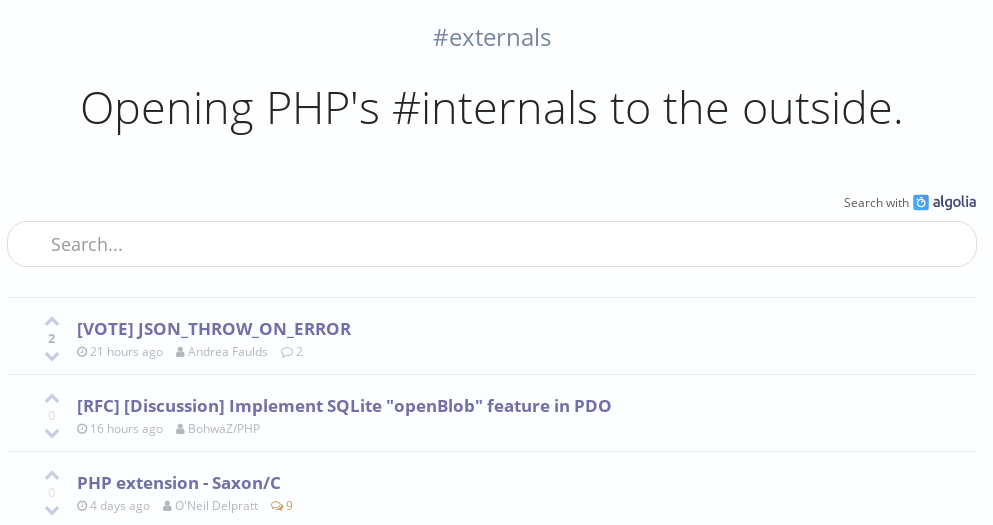 #externals
Opening PHP's #internals to the outside.
Search with algolia
Search...
2
[VOTE] JSON_THROW_ON_ERROR
21 hours ago Andrea Faulds 2
0
[RFC] [Discussion] Implement SQLite "openBlob" feature in PDO
16 hours ago BohwaZ/PHP
0
PHP extension - Saxon/C
4 days ago O'Neil Delpratt 9